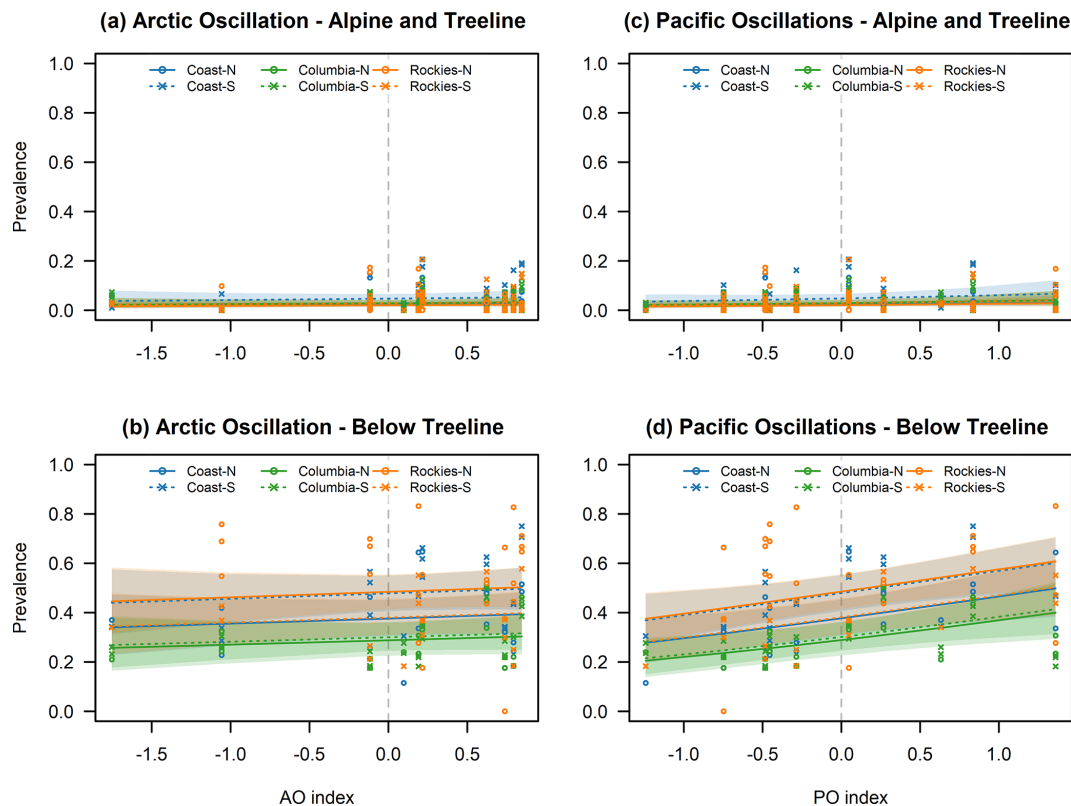 (a) Arctic Oscillation - Alpine and Treeline
Coast-N Columbia-N Rockies-N
Coast-S Columbia-S Rockies-S
Prevalence
1.0
0.8
0.6
0.4
0.2
0.0
-1.5 -1.0 -0.5 0.0 0.5
(c) Pacific Oscillations - Alpine and Treeline
Coast-N Columbia-N Rockies-N
Coast-S Columbia-S Rockies-S
1.0
0.8
0.6
0.4
0.2
0.0
-1.0 -0.5 0.0 0.5 1.0
(b) Arctic Oscillation - Below Treeline
Coast-N Columbia-N Rockies-N
Coast-S Columbia-S Rockies-S
Prevalence
1.0
0.8
0.6
0.4
0.2
0.0
-1.5 -1.0 -0.5 0.0 0.5
AO index
(d) Pacific Oscillations - Below Treeline
Coast-N Columbia-N Rockies-N
Coast-S Columbia-S Rockies-S
1.0
0.8
0.6
0.4
0.2
0.0
-1.0 -0.5 0.0 0.5 1.0
PO index